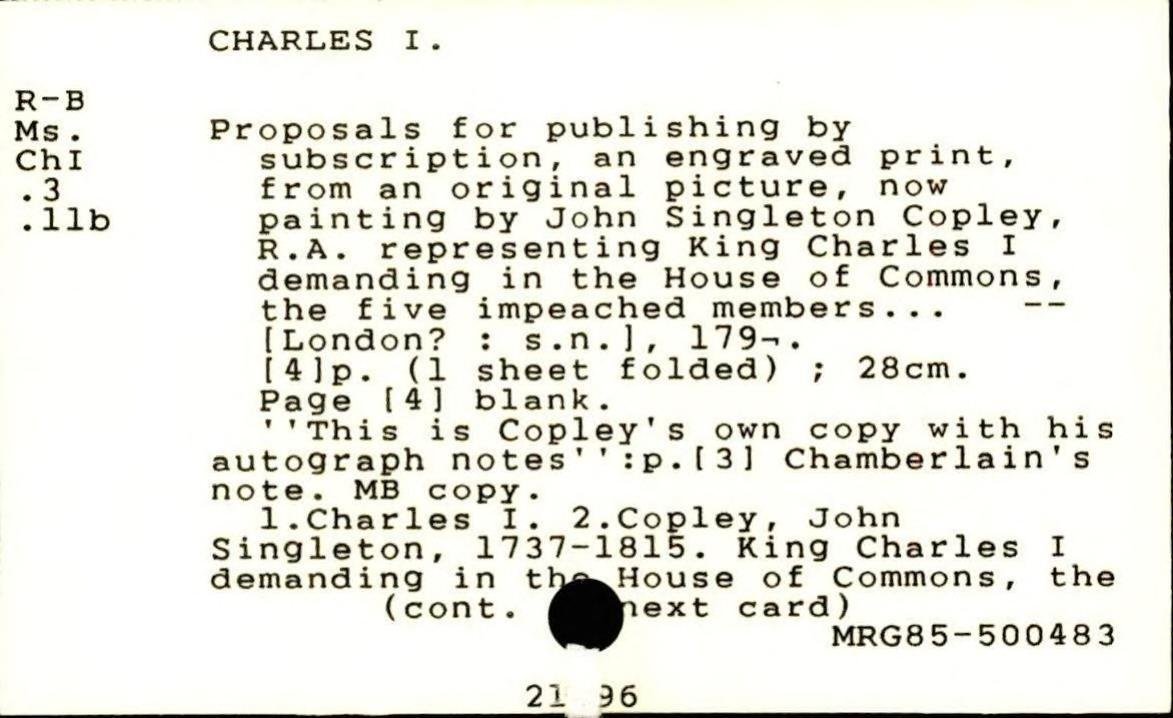 CHARLES I.
R-B
Ms.
ChI
.3
.11b
Proposals for publishing by
subscription, an engraved print,
from an original picture, now
painting by John Singleton Copley,
R.A. representing King Charles I
demanding in the House of Commons,
the five impeached members... --
[London? : s.n.], 179¬.
[4]p. (1 sheet folded) ; 28cm.
Page [4] blank.
''This is Copley's own copy with his
autograph notes'':p.[3] Chamberlain's
note. MB copy.
1.Charles I. 2.Copley, John
Singleton, 1737-1815. King Charles I
demanding in the House of Commons, the
(cont. next card)
MRG85-500483
21 96